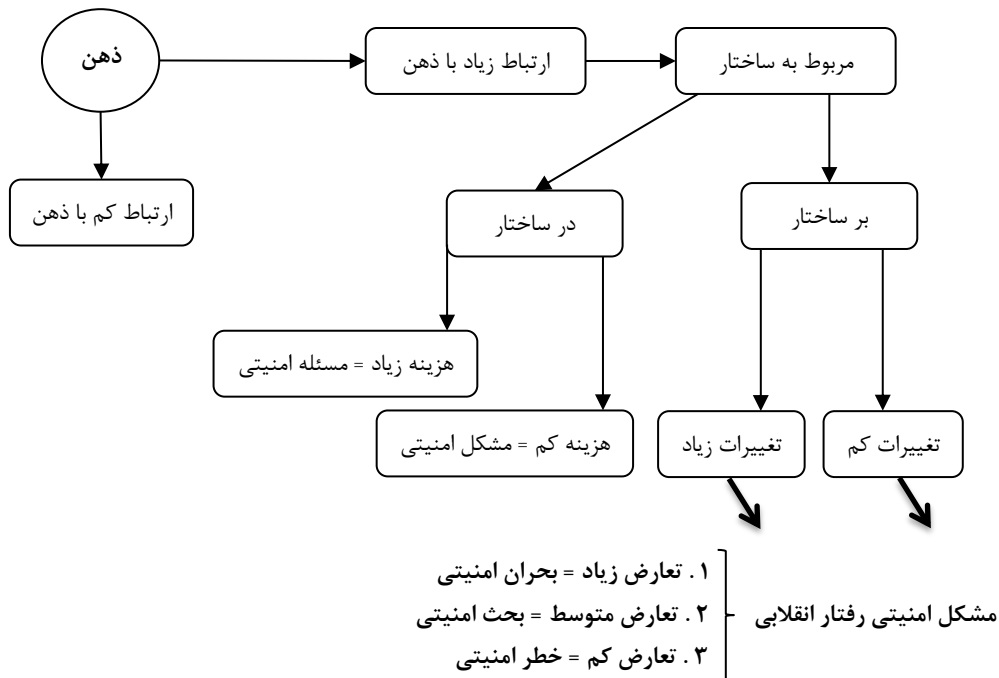 ذهن
ارتباط زیاد با ذهن
مربوط به ساختار
ارتباط کم با ذهن
در ساختار
بر ساختار
هزینه زیاد = مسئله امنیتی
هزینه کم = مشکل امنیتی
تغییرات زیاد
تغییرات کم
مشکل امنیتی رفتار انقلابی
۱. تعارض زیاد = بحران امنیتی
۲. تعارض متوسط = بحث امنیتی
۳. تعارض کم = خطر امنیتی